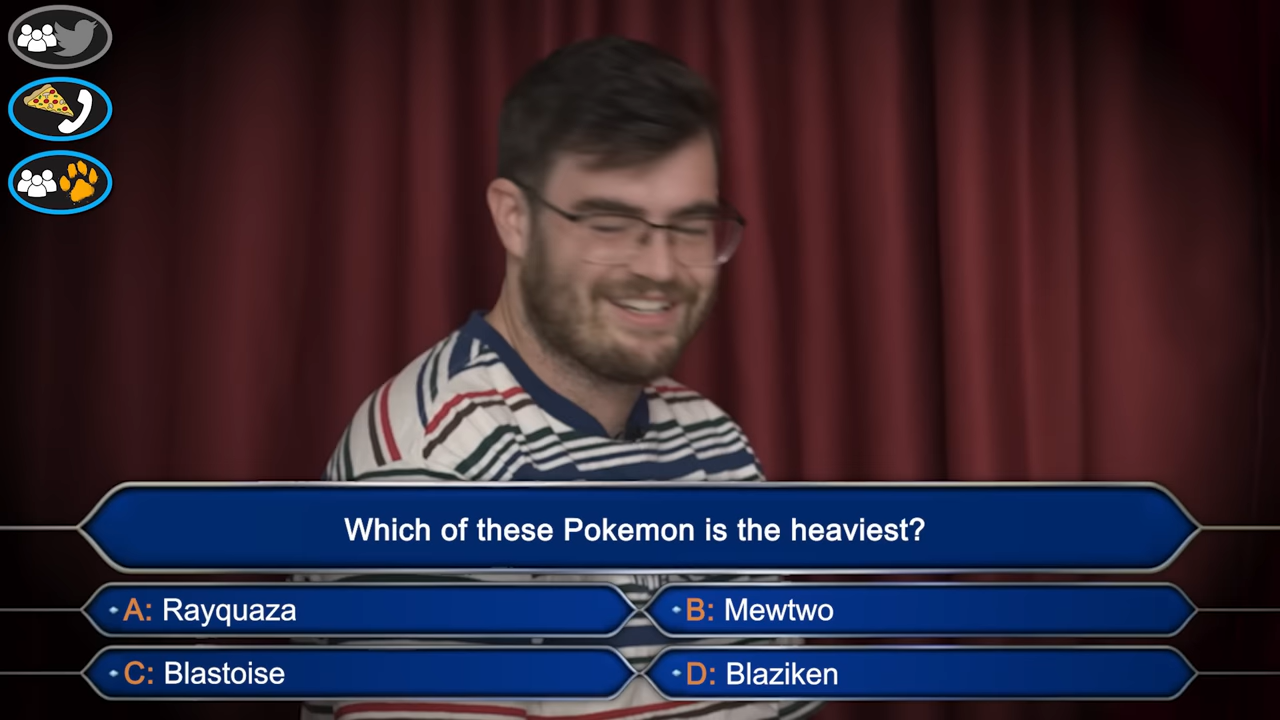 Which of these Pokemon is the heaviest?
A: Rayquaza
B: Mewtwo
C: Blastoise
D: Blaziken